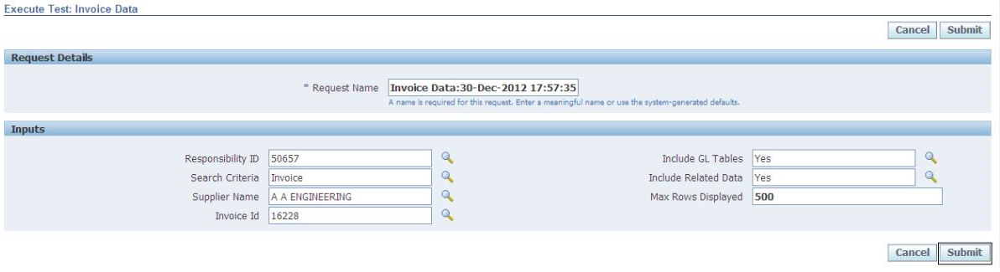 Execute Test: Invoice Data
Cancel Submit
Request Details
* Request Name Invoice Data:30-Dec-2012 17:57:35
A name is required for this request. Enter a meaningful name or use the system-generated defaults.
Inputs
Responsibility ID 50657 Include GL Tables Yes
Search Criteria Invoice Include Related Data Yes
Supplier Name A A ENGINEERING Max Rows Displayed 500
Invoice Id 16228
Cancel Submit